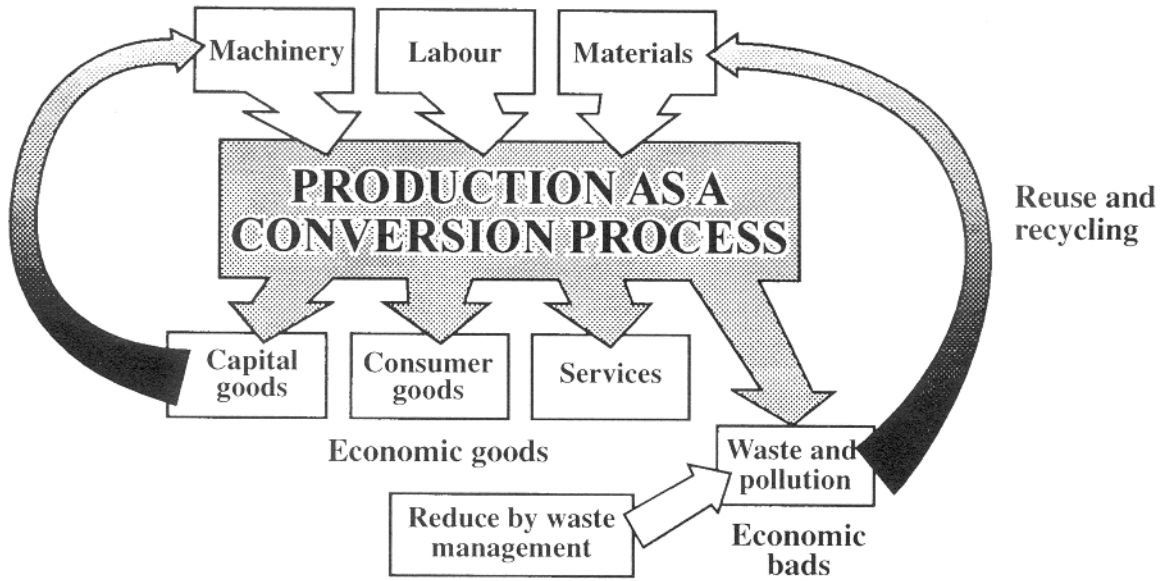 Machinery
Labour
Materials
PRODUCTION AS A
CONVERSION PROCESS
Reuse and
recycling
Capital
goods
Consumer
goods
Services
Economic goods
Waste and
pollution
Reduce by waste
management
Economic
bads